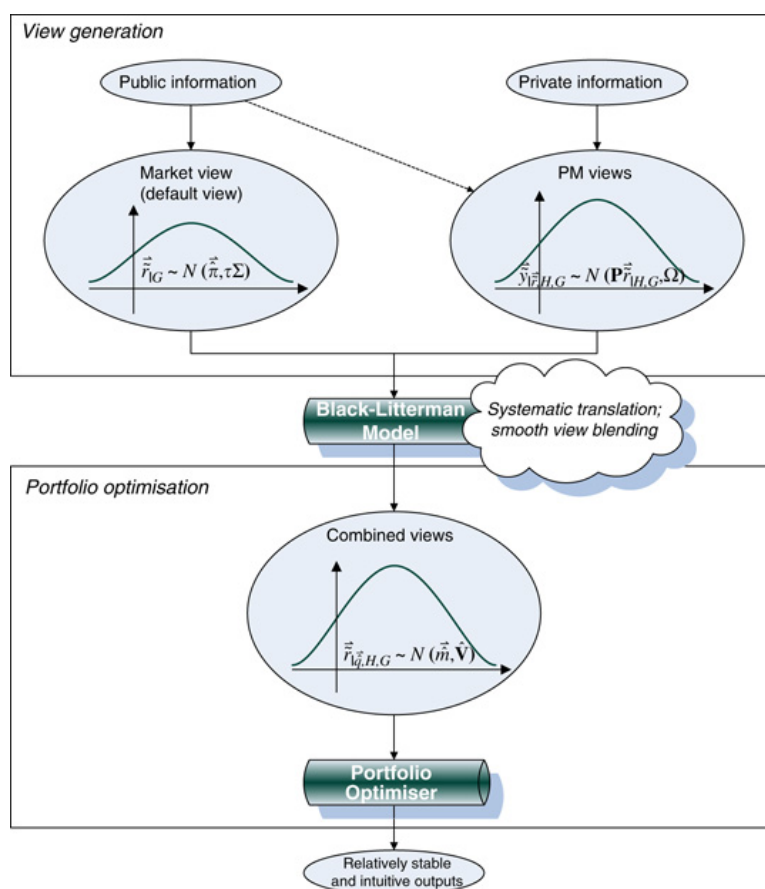 View generation
Public information
Private information
Market view
(default view)
PM views
r̃⃗|G ~ N (π̂⃗,τΣ)
ỹ⃗|r̃⃗,H,G ~ N (Pr̃⃗|H,G,Ω)
Black-Litterman
Model
Systematic translation;
smooth view blending
Portfolio optimisation
Combined views
r̃⃗|q̂⃗,H,G ~ N (m̂⃗,V̂)
Portfolio
Optimiser
Relatively stable
and intuitive outputs